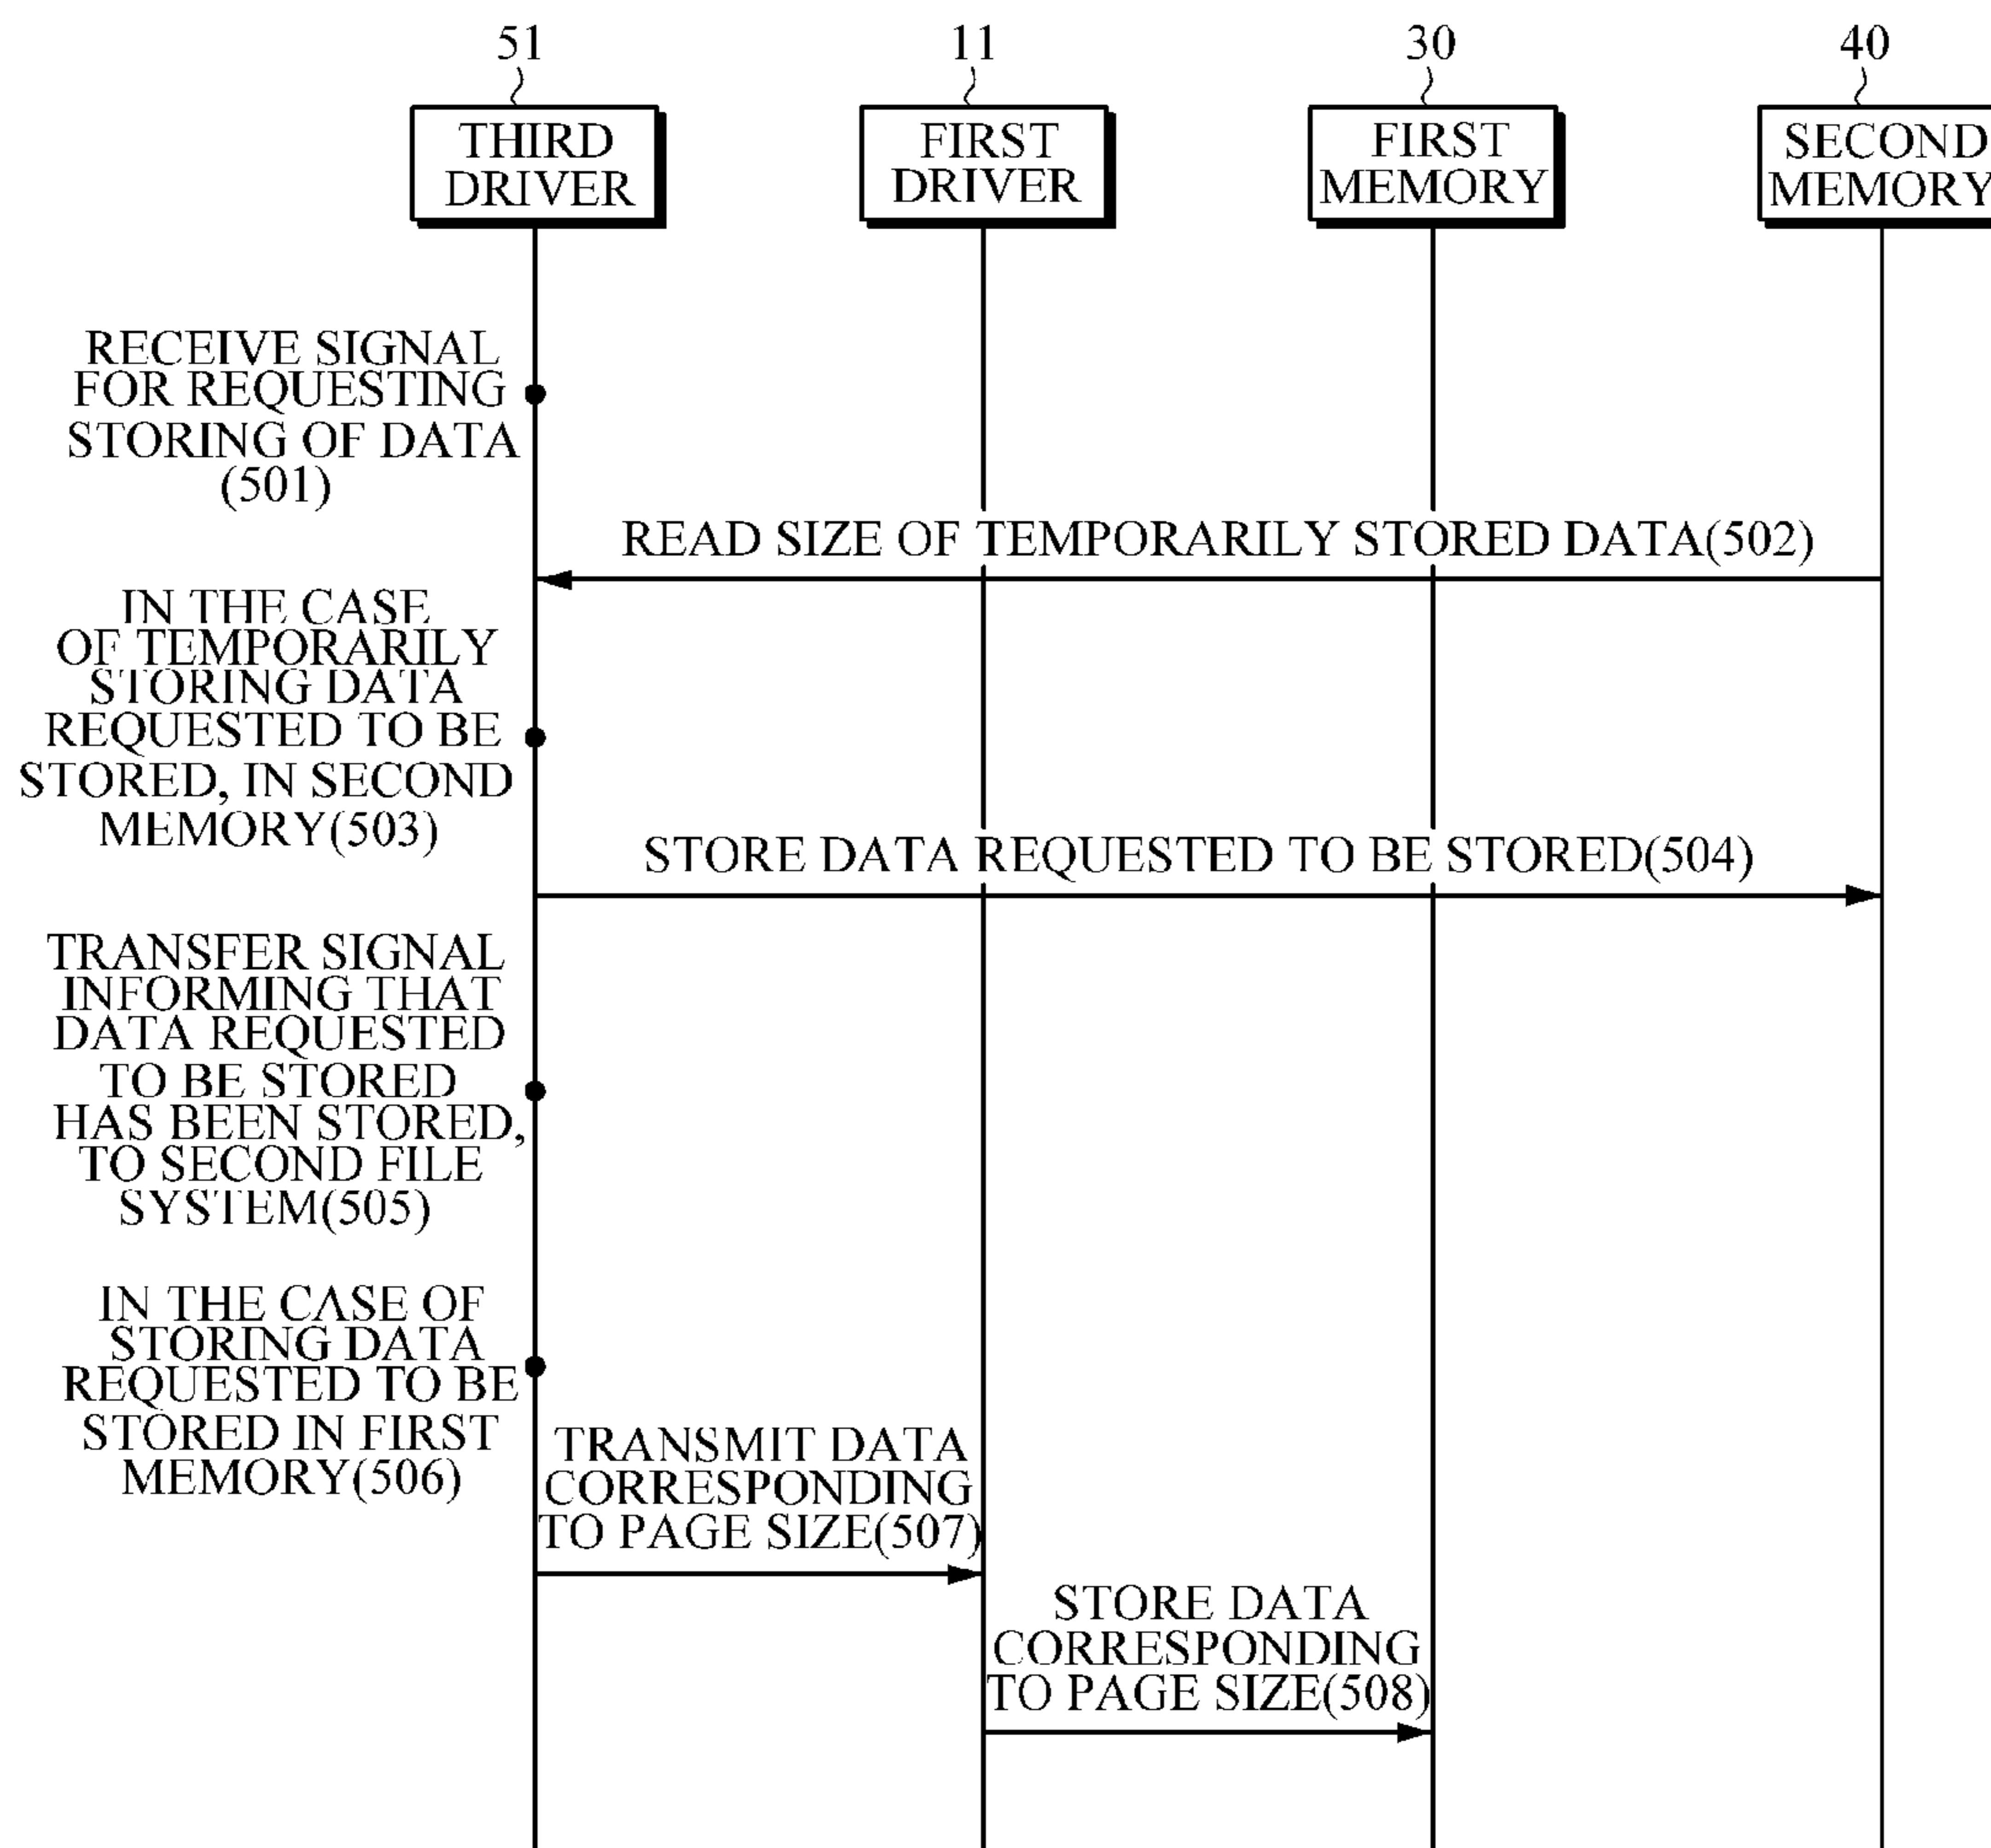 51
11
30
40
THIRD
DRIVER
FIRST
DRIVER
FIRST
MEMORY
SECOND
MEMORY
RECEIVE SIGNAL
FOR REQUESTING
STORING OF DATA
(501)
READ SIZE OF TEMPORARILY STORED DATA(502)
IN THE CASE
OF TEMPORARILY
STORING DATA
REQUESTED TO BE
STORED, IN SECOND
MEMORY(503)
STORE DATA REQUESTED TO BE STORED(504)
TRANSFER SIGNAL
INFORMING THAT
DATA REQUESTED
TO BE STORED
HAS BEEN STORED,
TO SECOND FILE
SYSTEM(505)
IN THE CASE OF
STORING DATA
REQUESTED TO BE
STORED IN FIRST
MEMORY(506)
TRANSMIT DATA
CORRESPONDING
TO PAGE SIZE(507)
STORE DATA
CORRESPONDING
TO PAGE SIZE(508)